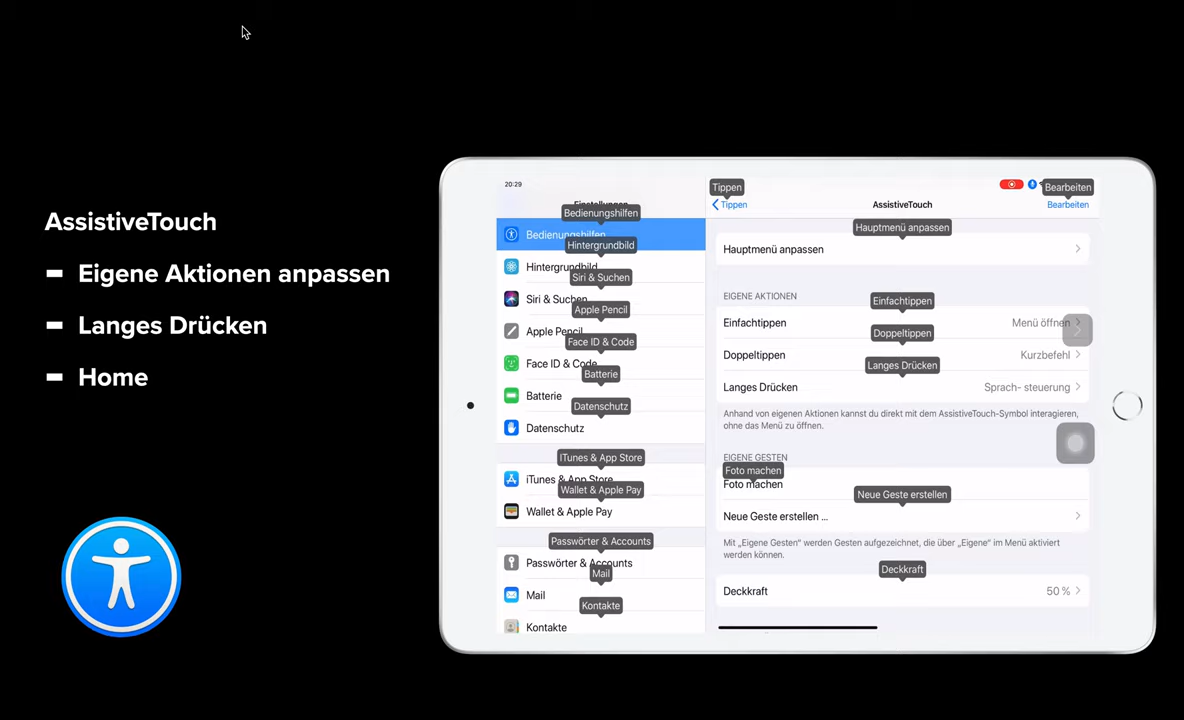 AssistiveTouch
Eigene Aktionen anpassen
Langes Drücken
Home
20:29
Einstellungen
Bedienungshilfen
Bedienungshilfen
Hintergrundbild
Hintergrundbild
Siri & Suchen
Siri & Suchen
Apple Pencil
Apple Pencil
Face ID & Code
Face ID & Code
Batterie
Batterie
Datenschutz
Datenschutz
ITunes & App Store
iTunes & App Store
Wallet & Apple Pay
Wallet & Apple Pay
Passwörter & Accounts
Passwörter & Accounts
Mail
Mail
Kontakte
Kontakte
Tippen
Bearbeiten
Tippen
AssistiveTouch
Bearbeiten
Hauptmenü anpassen
Hauptmenü anpassen
EIGENE AKTIONEN
Einfachtippen
Einfachtippen Menü öffnen
Doppeltippen
Doppeltippen Kurzbefehl
Langes Drücken
Langes Drücken Sprach- steuerung
Anhand von eigenen Aktionen kannst du direkt mit dem AssistiveTouch-Symbol interagieren,
ohne das Menü zu öffnen.
EIGENE GESTEN
Foto machen
Foto machen
Neue Geste erstellen
Neue Geste erstellen ...
Mit „Eigene Gesten" werden Gesten aufgezeichnet, die über „Eigene" im Menü aktiviert
werden können.
Deckkraft
Deckkraft 50 %